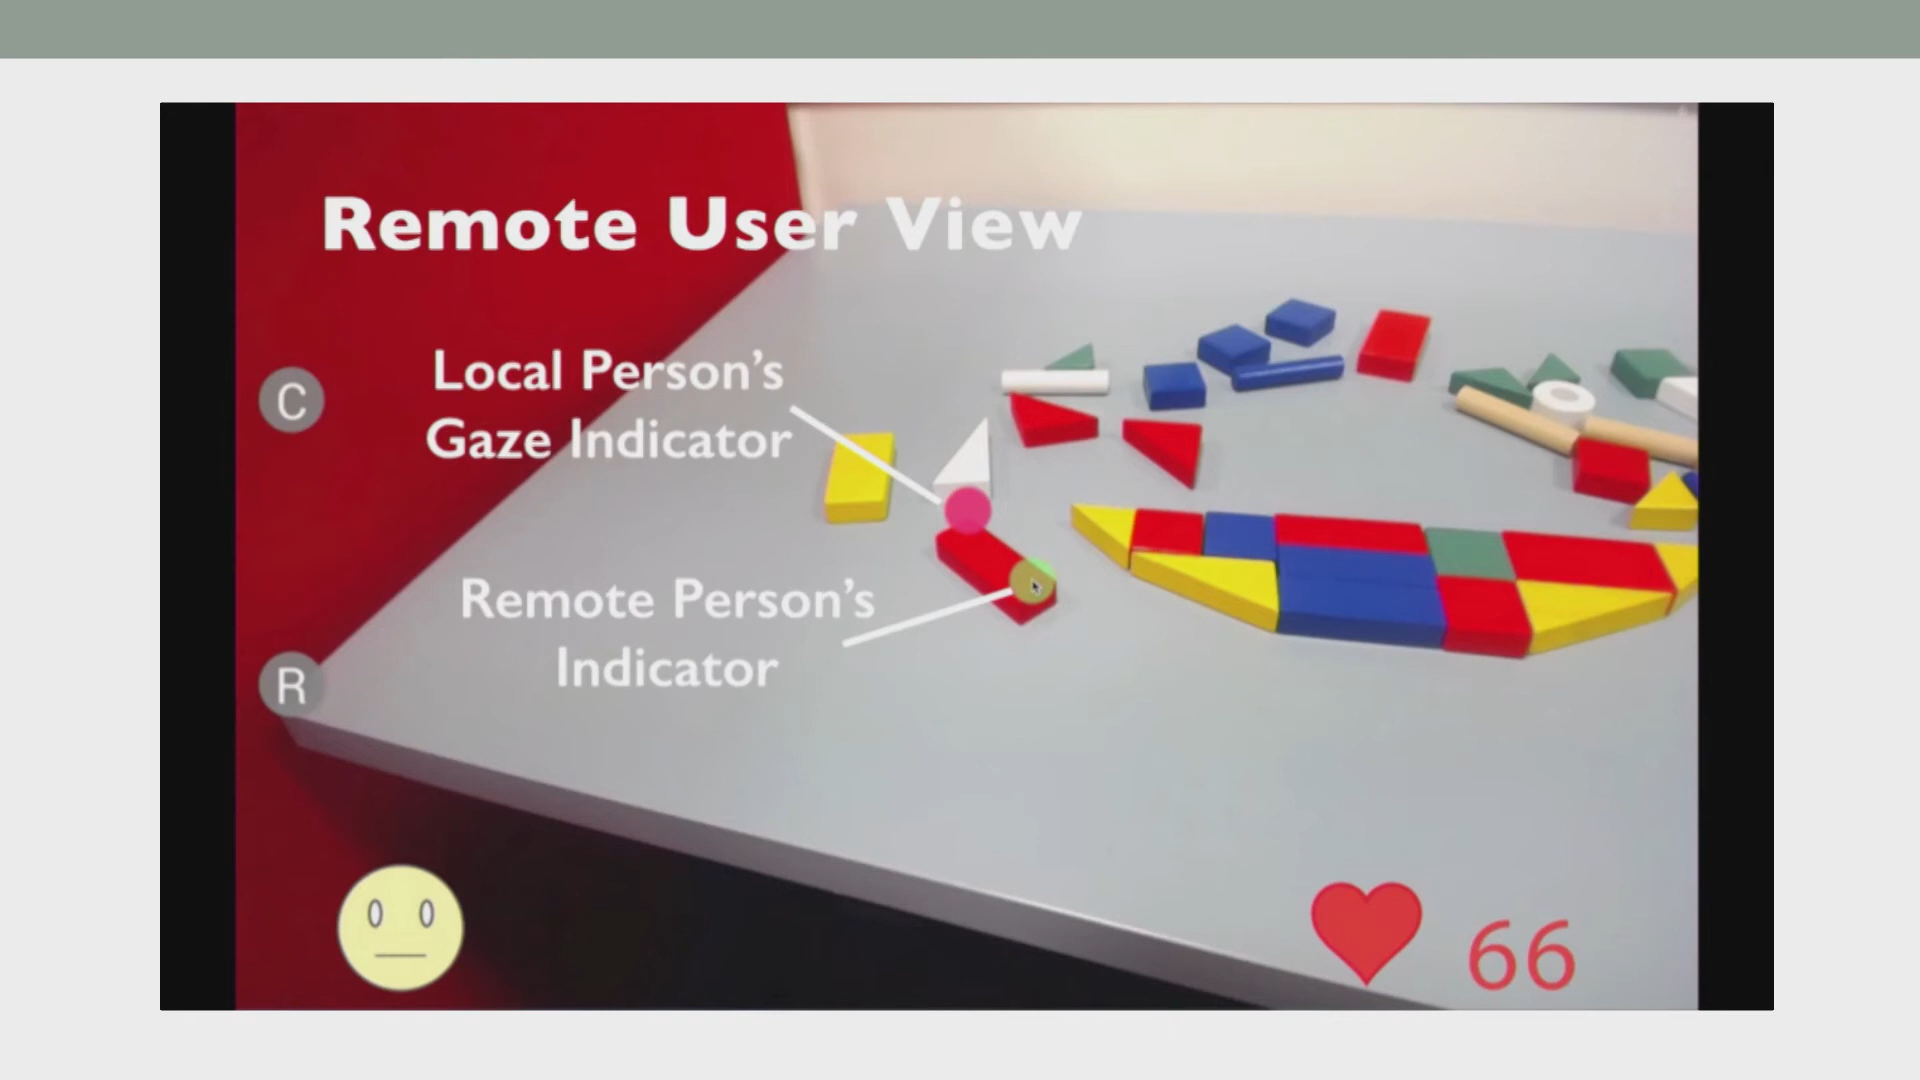 Remote User View
Local Person's
Gaze Indicator
C
Remote Person's
Indicator
R
66